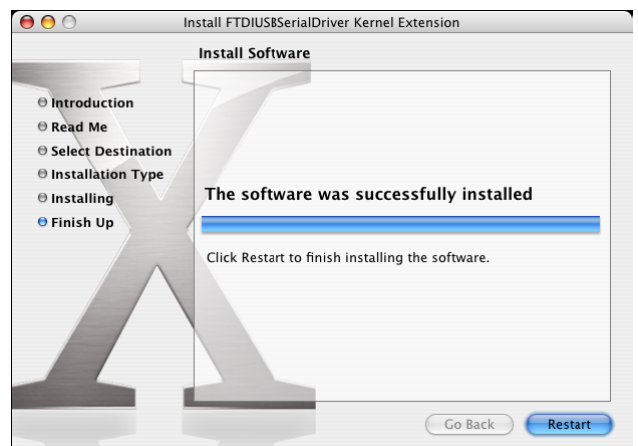 Install FTDIUSBSerialDriver Kernel Extension
Install Software
Introduction
Read Me
Select Destination
Installation Type
Installing
Finish Up
The software was successfully installed
Click Restart to finish installing the software.
Go Back
Restart